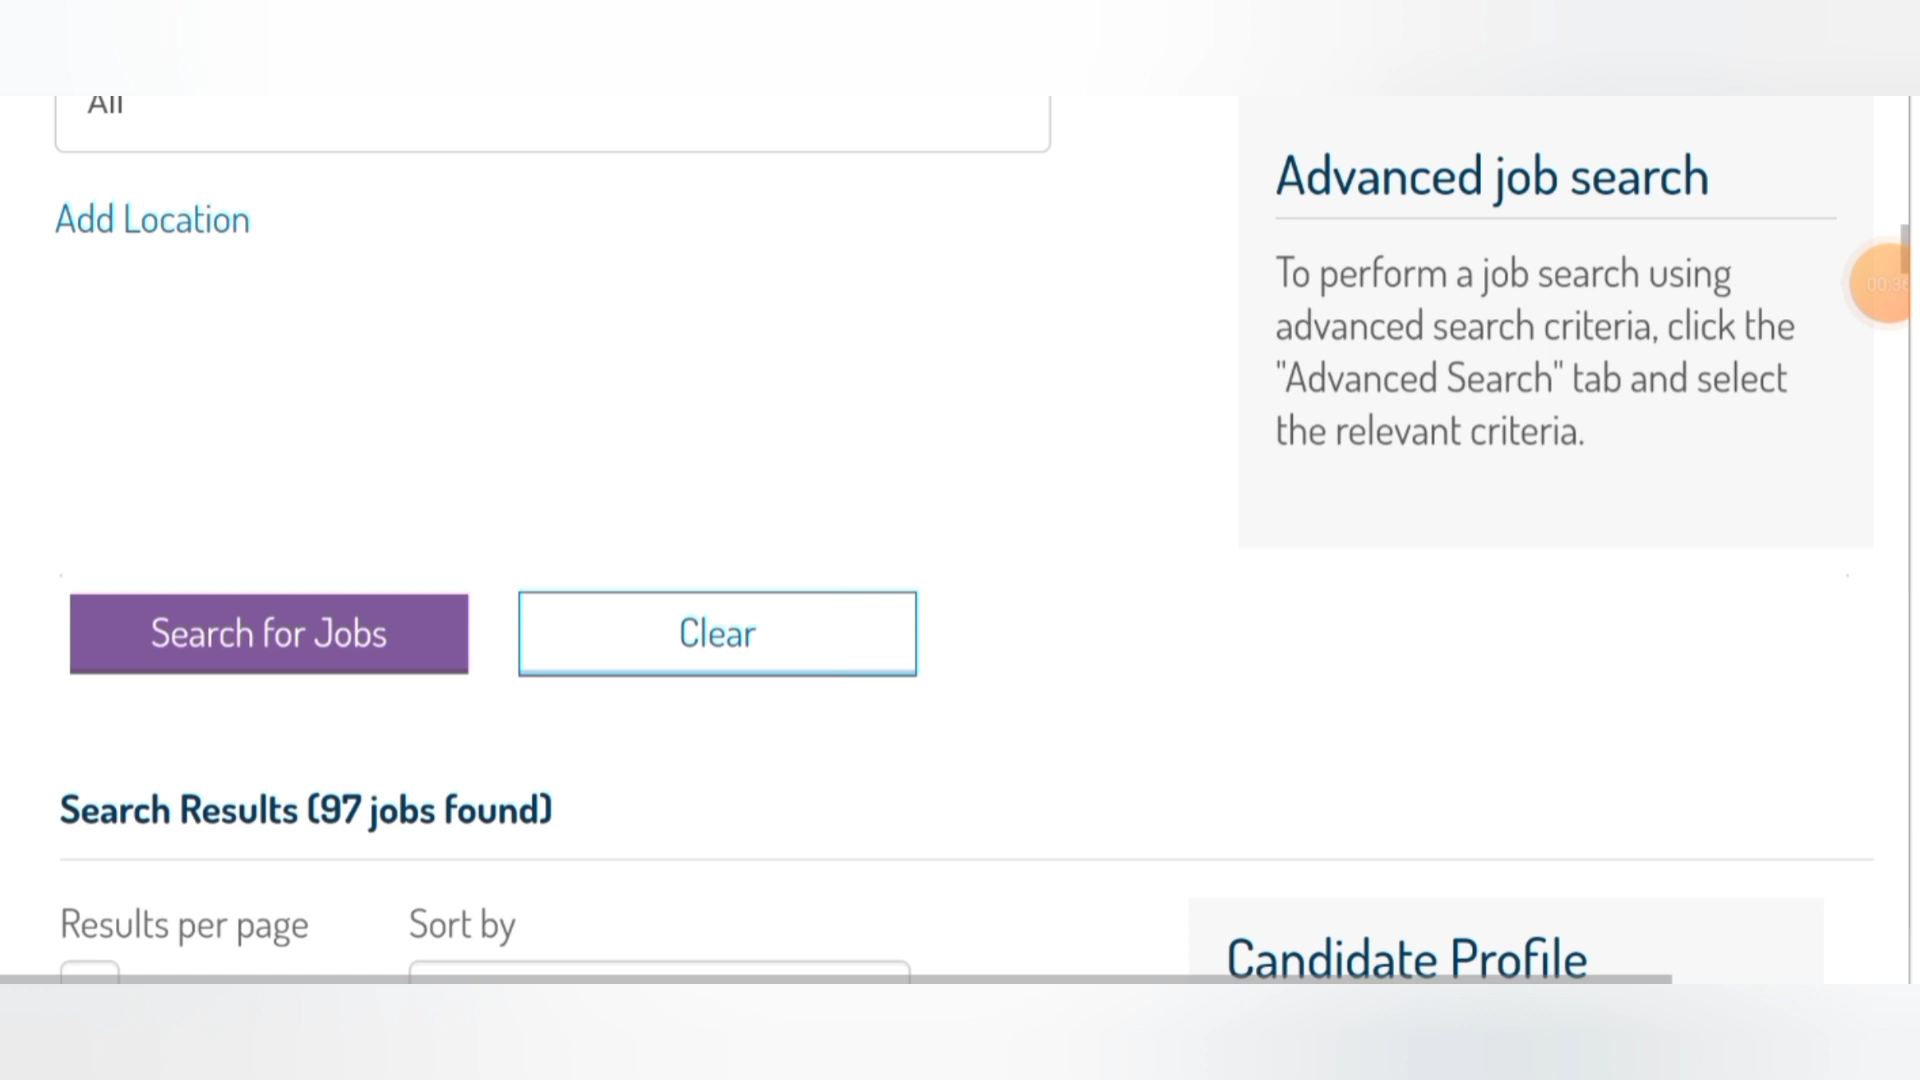 All
Advanced job search
Add Location
To perform a job search using
advanced search criteria, click the
"Advanced Search" tab and select
the relevant criteria.
Search for Jobs
Clear
Search Results (97 jobs found)
Results per page
Sort by
Candidate Profile